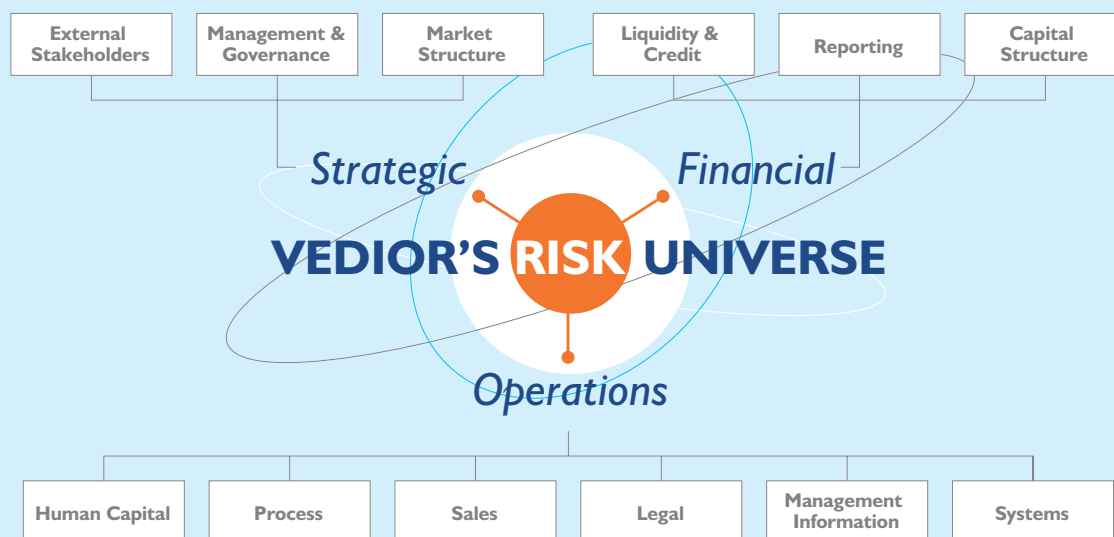 External
Stakeholders
Management &
Governance
Market
Structure
Liquidity &
Credit
Reporting
Capital
Structure
Strategic
Financial
VEDIOR’S RISK UNIVERSE
Operations
Human Capital
Process
Sales
Legal
Management
Information
Systems